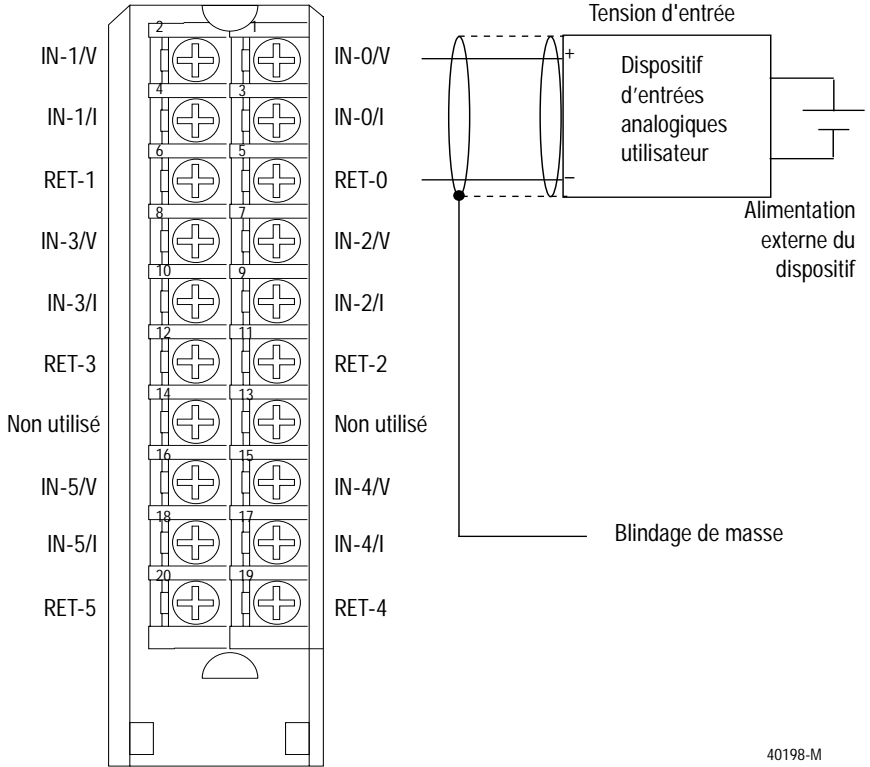 Tension d'entrée
2 1
IN-1/V
IN-0/V
+
Dispositif
d'entrées
analogiques
utilisateur
4 3
IN-1/I
IN-0/I
6 5
RET-1
RET-0
–
8 7
Alimentation
externe du
dispositif
IN-3/V
IN-2/V
10 9
IN-3/I
IN-2/I
12 11
RET-3
RET-2
14 13
Non utilisé
Non utilisé
16 15
IN-5/V
IN-4/V
18 17
IN-5/I
IN-4/I
Blindage de masse
20 19
RET-5
RET-4
40198-M